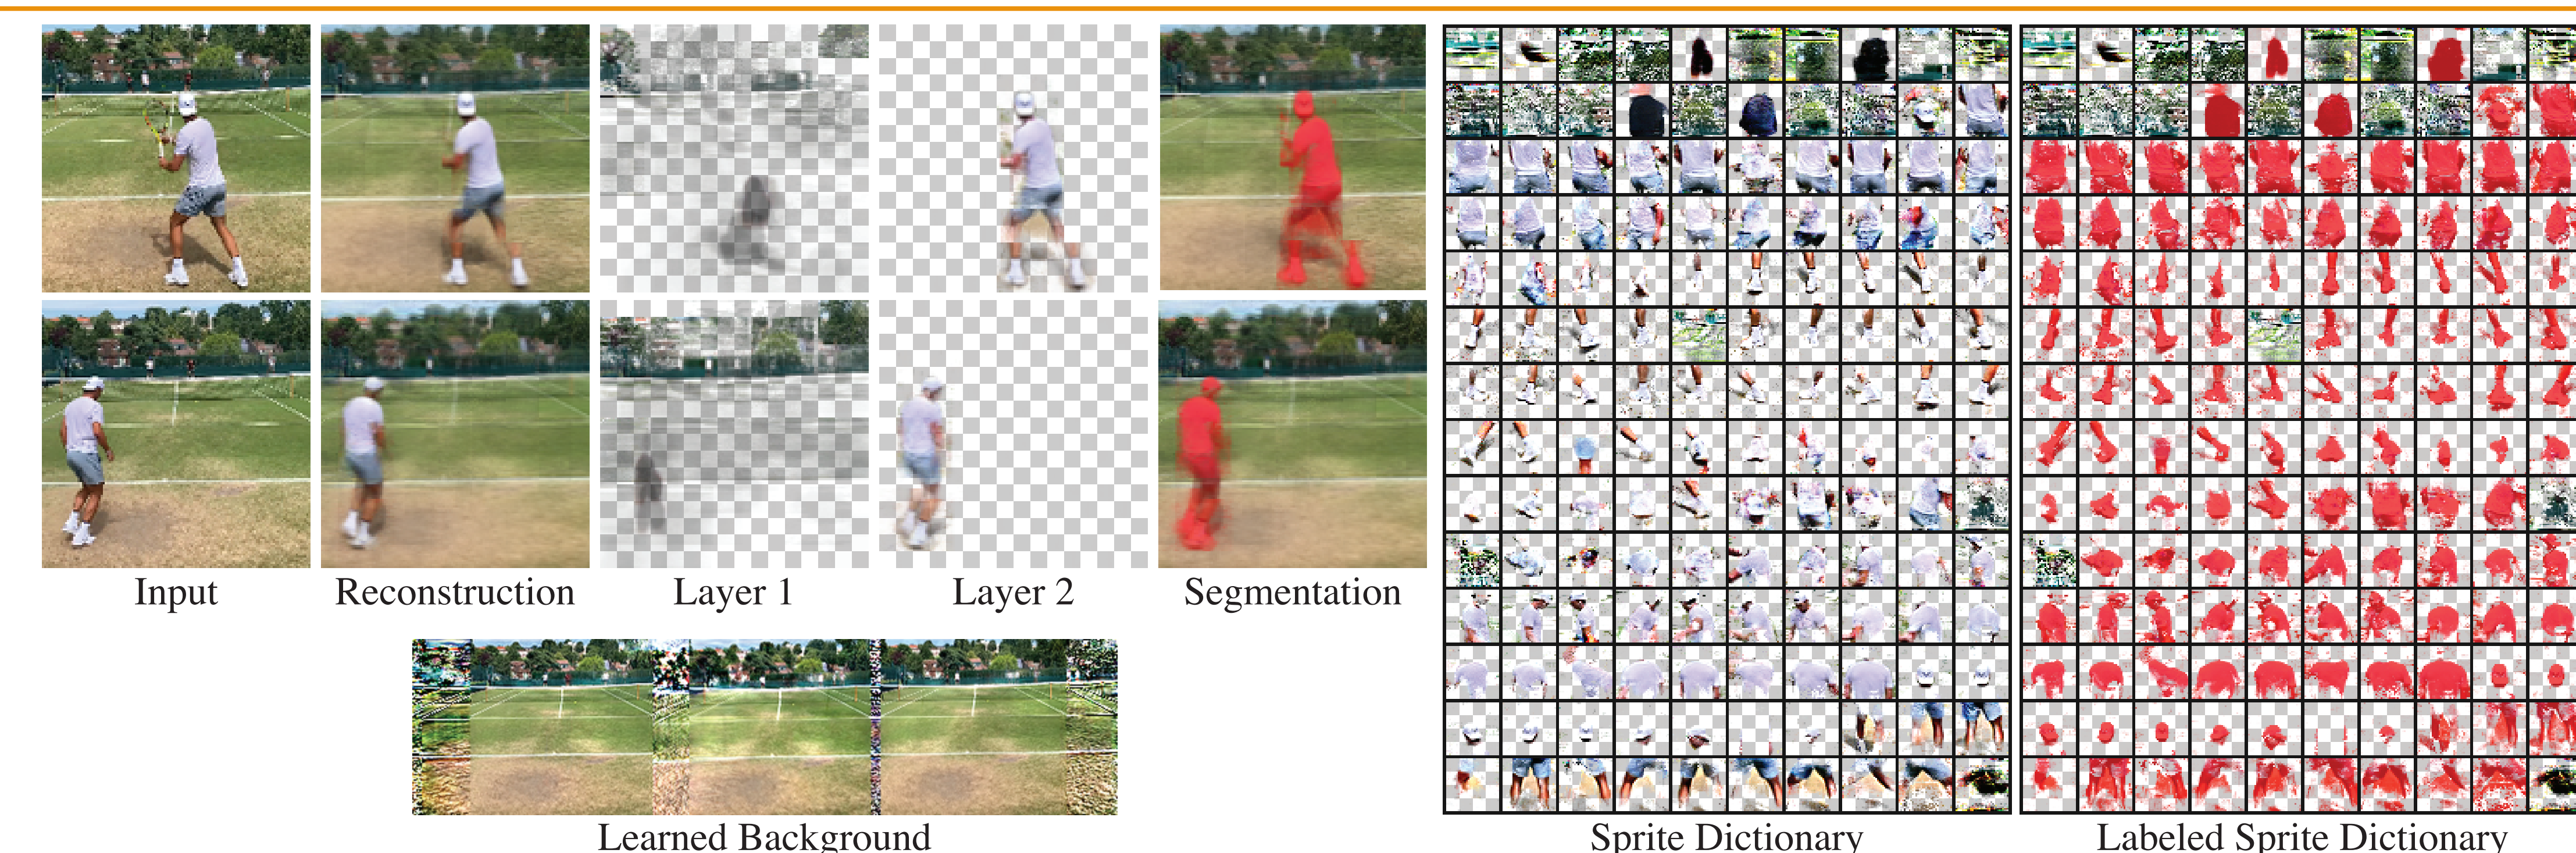 Input
Reconstruction
Layer 1
Layer 2
Segmentation
Learned Background
Sprite Dictionary
Labeled Sprite Dictionary